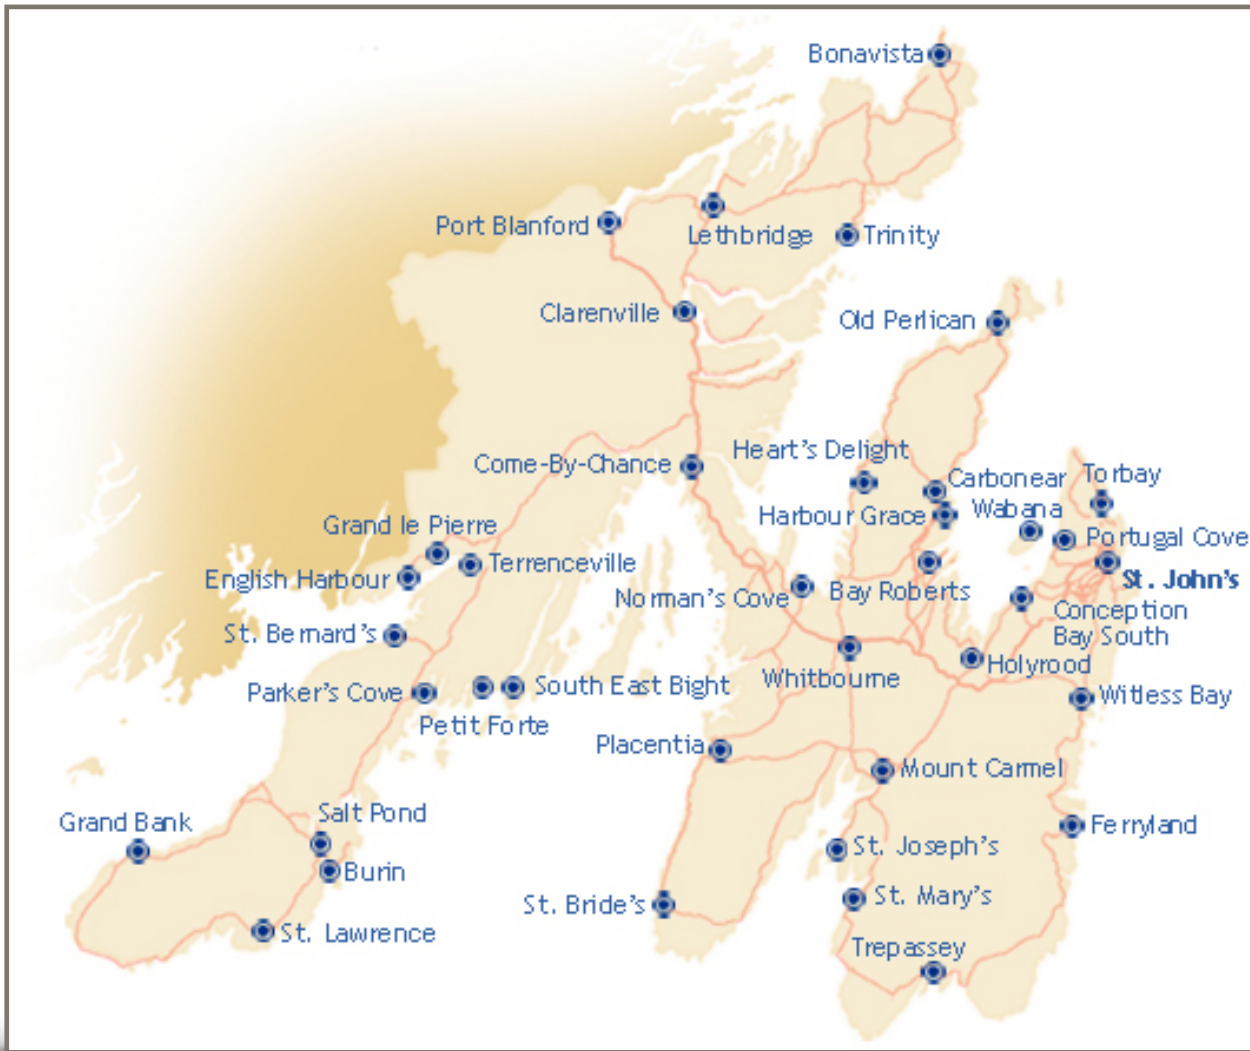 Bonavista
Port Blanford
Lethbridge
Trinity
Clarenville
Old Perlican
Heart's Delight
Come-By-Chance
Carbonear
Torbay
Wabana
Harbour Grace
Grand le Pierre
Portugal Cove
Terrenceville
English Harbour
St. John's
Norman's Cove
Bay Roberts
Conception
Bay South
St. Bernard's
Holyrood
Whitbourne
Parker's Cove
South East Bight
Witless Bay
Petit Forte
Placentia
Mount Carmel
Salt Pond
Grand Bank
Ferryland
St. Joseph's
Burin
St. Mary's
St. Bride's
St. Lawrence
Trepassey